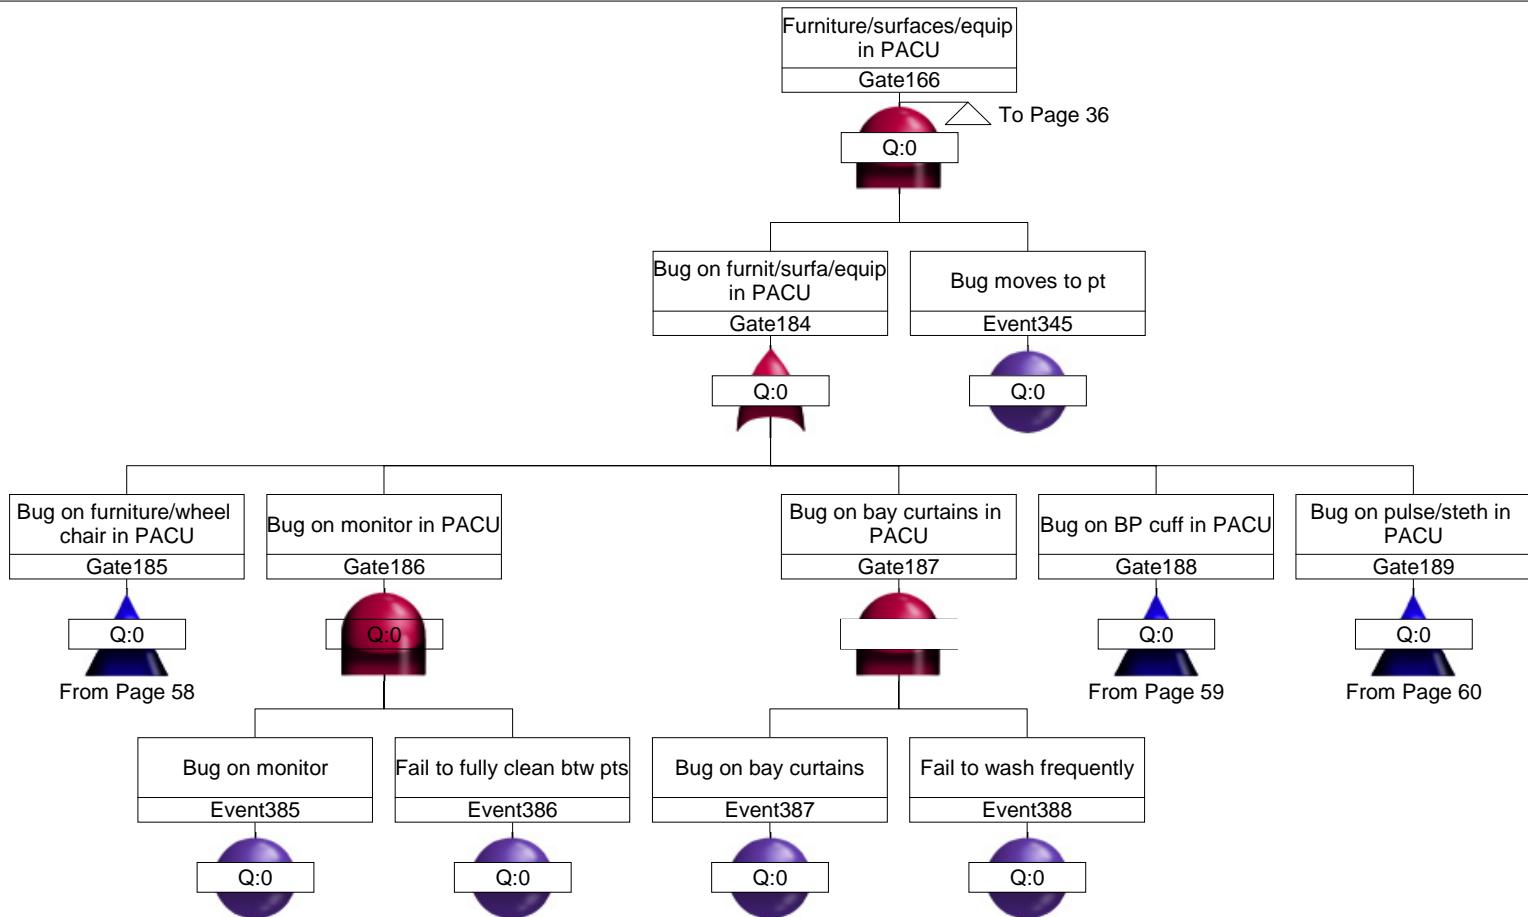 Furniture/surfaces/equip
in PACU
Gate166
To Page 36
Q:0
Bug on furnit/surfa/equip
in PACU
Gate184
Q:0
Bug moves to pt
Event345
Q:0
Bug on furniture/wheel
chair in PACU
Gate185
Q:0
From Page 58
Bug on monitor in PACU
Gate186
Q:0
Bug on bay curtains in
PACU
Gate187
Bug on BP cuff in PACU
Gate188
Q:0
From Page 59
Bug on pulse/steth in
PACU
Gate189
Q:0
From Page 60
Bug on monitor
Event385
Q:0
Fail to fully clean btw pts
Event386
Q:0
Bug on bay curtains
Event387
Q:0
Fail to wash frequently
Event388
Q:0